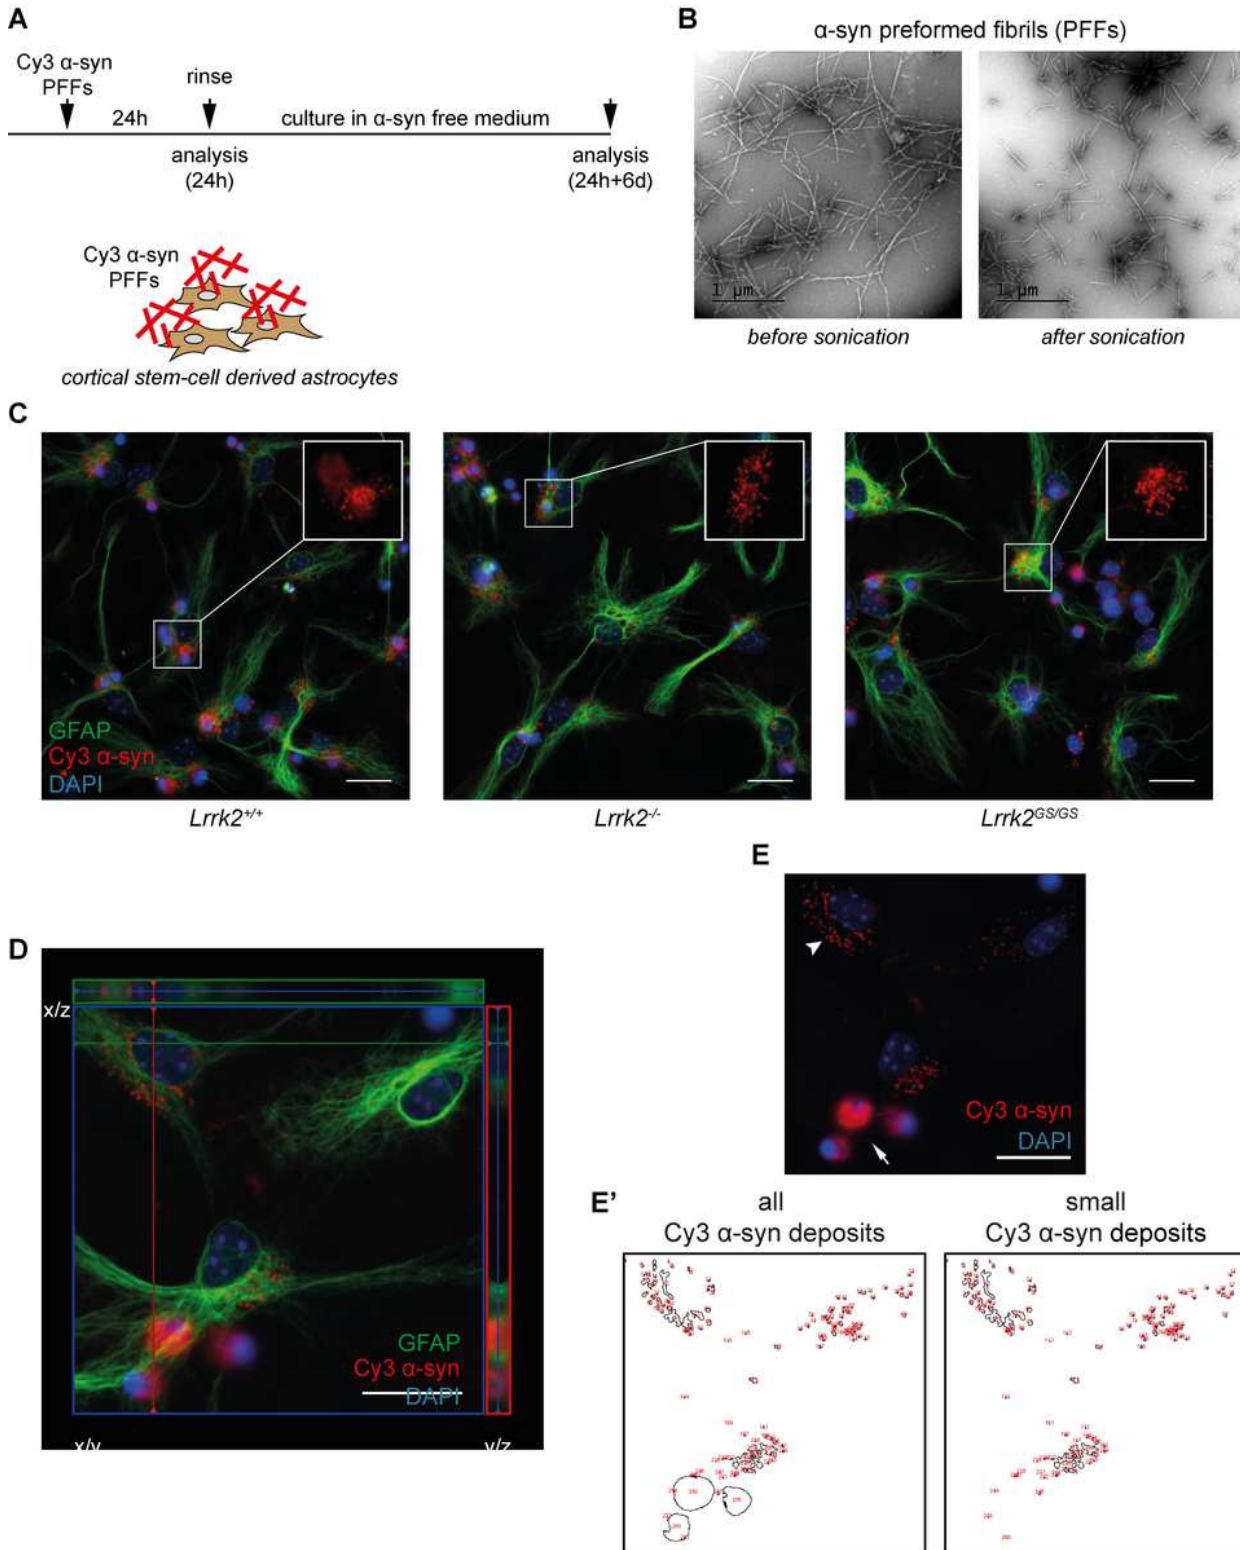 A
Cy3 α-syn
PFFs
rinse
24h
culture in α-syn free medium
analysis
(24h)
analysis
(24h+6d)
Cy3 α-syn
PFFs
cortical stem-cell derived astrocytes
B
α-syn preformed fibrils (PFFs)
1 µm
1 µm
before sonication
after sonication
C
GFAP
Cy3 α-syn
DAPI
Lrrk2+/+
Lrrk2-/-
Lrrk2GS/GS
D
x/z
GFAP
Cy3 α-syn
DAPI
x/y
y/z
E
Cy3 α-syn
DAPI
E'
all
Cy3 α-syn deposits
small
Cy3 α-syn deposits